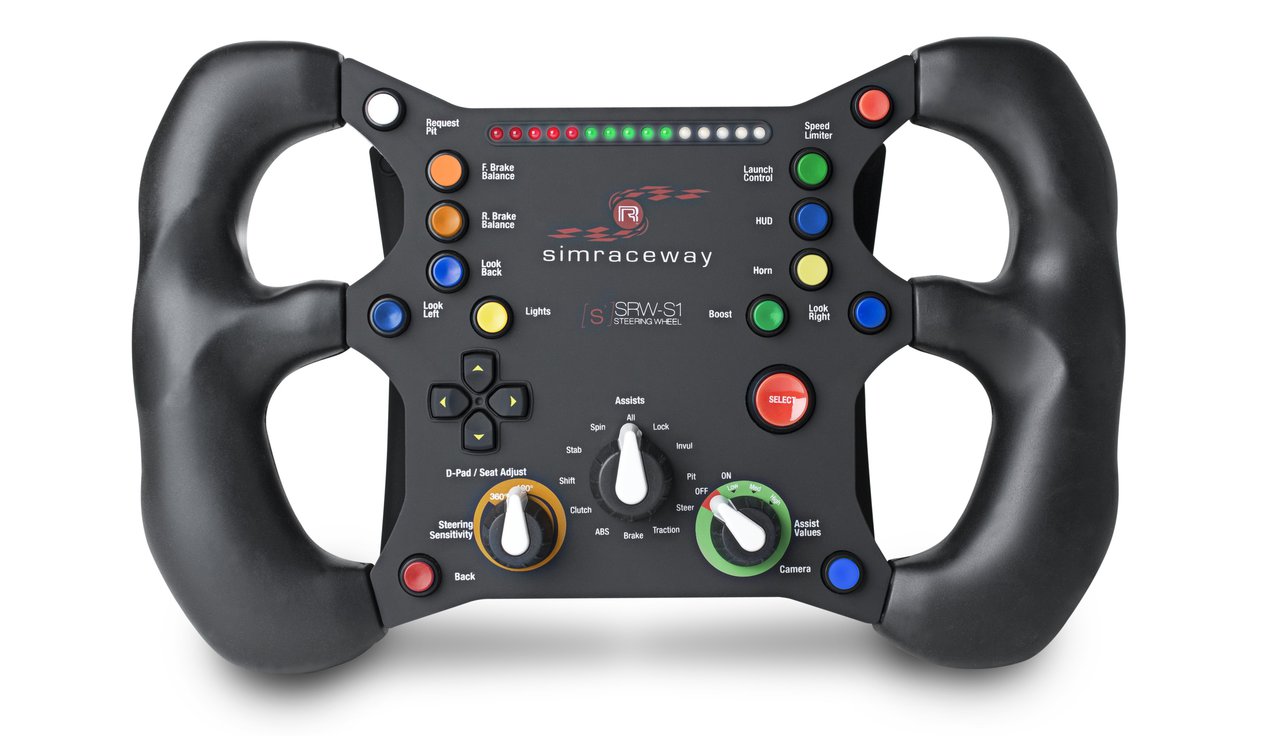 Request
Pit
Speed
Limiter
F. Brake
Balance
Launch
Control
R
R. Brake
Balance
HUD
simraceway
Look
Back
Horn
Look
Left
Lights
[S] SRW-S1
STEERING WHEEL
Boost
Look
Right
SELECT
Assists
All
Spin
Lock
Stab
Invul
D-Pad / Seat Adjust
Shift
Pit
ON
Low
Med
High
OFF
360°
Clutch
Steer
Steering
Sensitivity
ABS
Brake
Traction
Assist
Values
Back
Camera